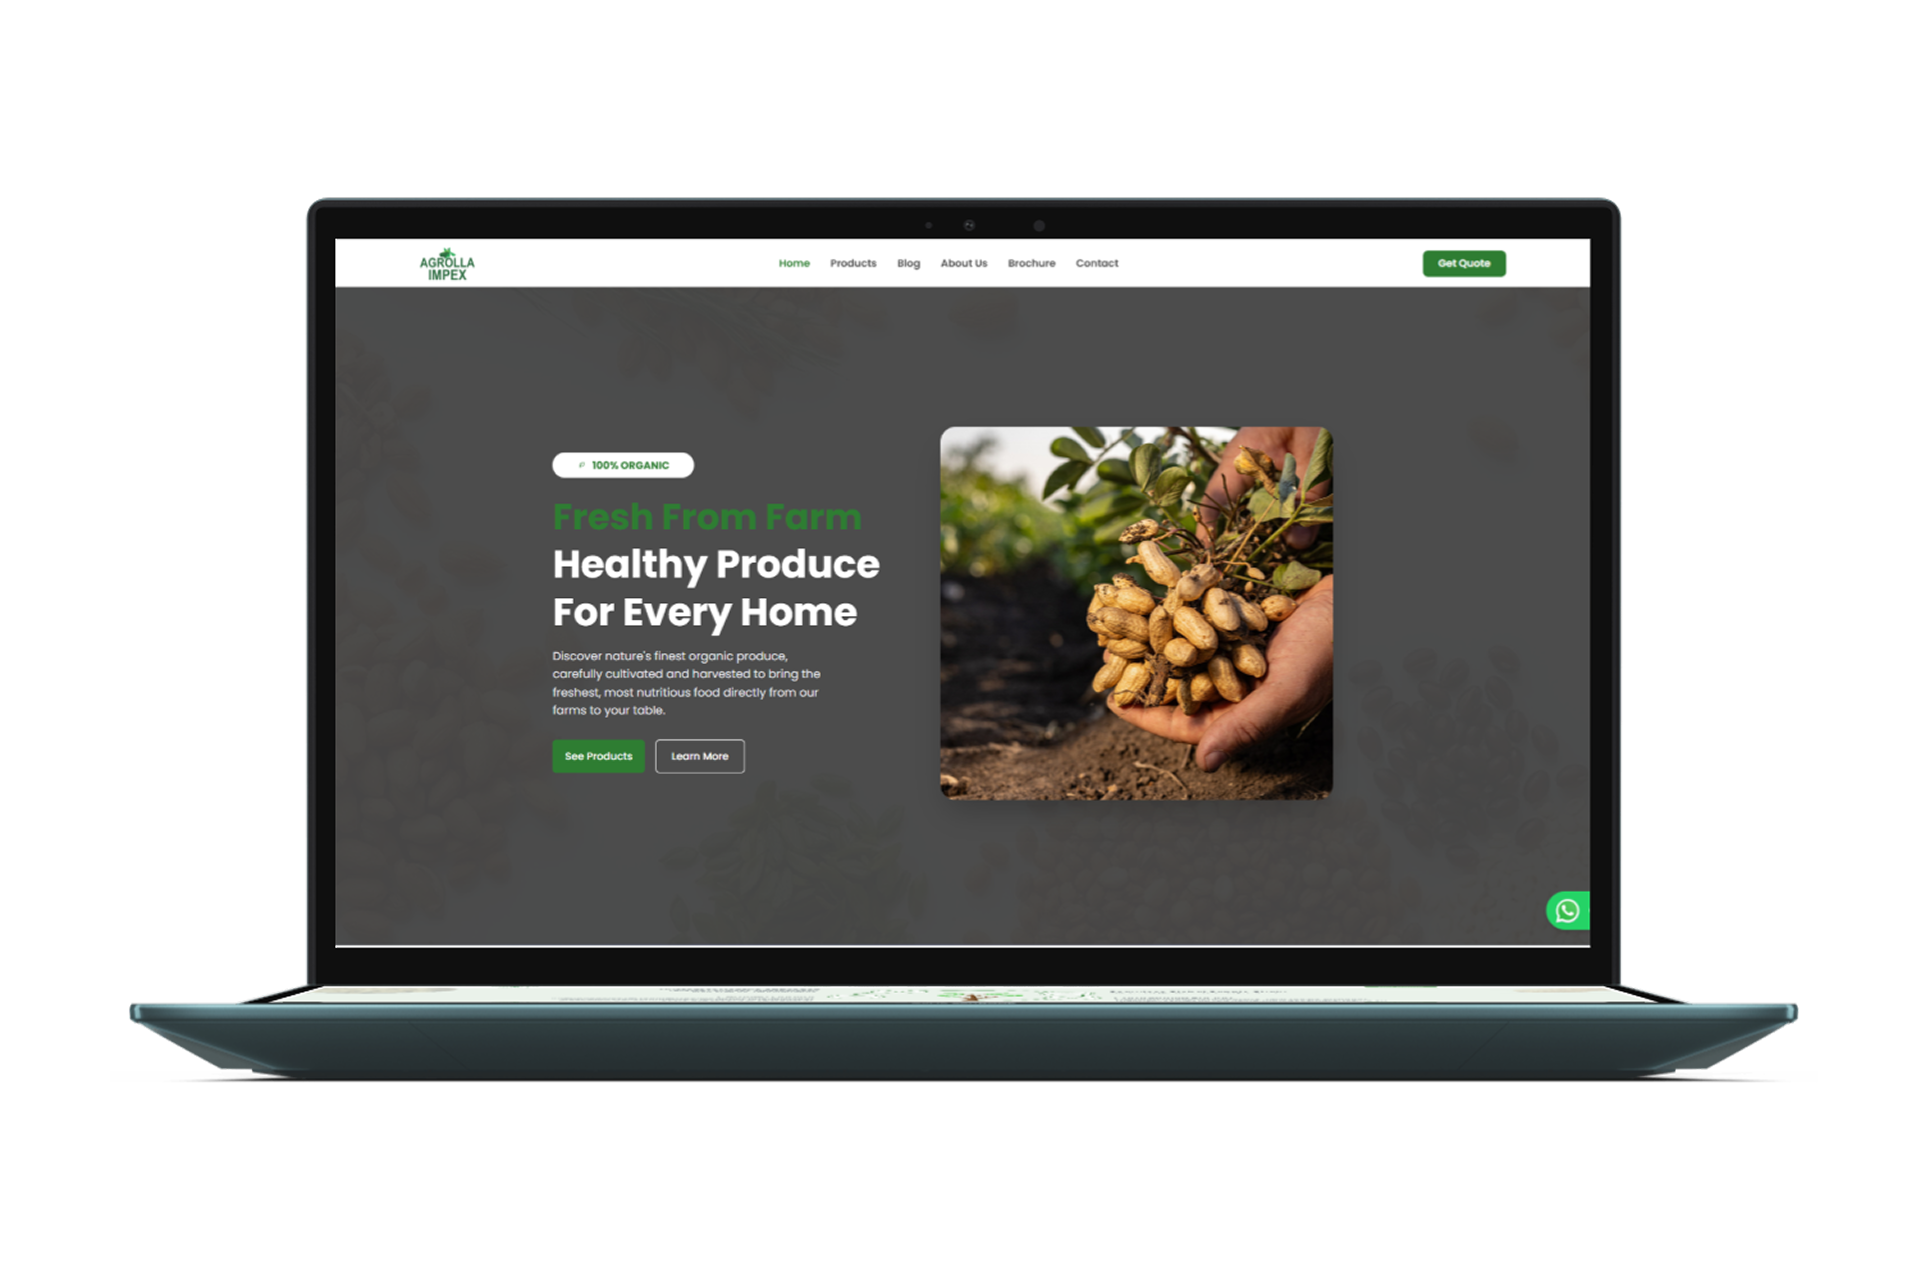 AGROLLA
IMPEX
Home Products Blog About Us Brochure Contact
Get Quote
100% ORGANIC
Fresh From Farm
Healthy Produce
For Every Home
Discover nature's finest organic produce,
carefully cultivated and harvested to bring the
freshest, most nutritious food directly from our
farms to your table.
See Products Learn More